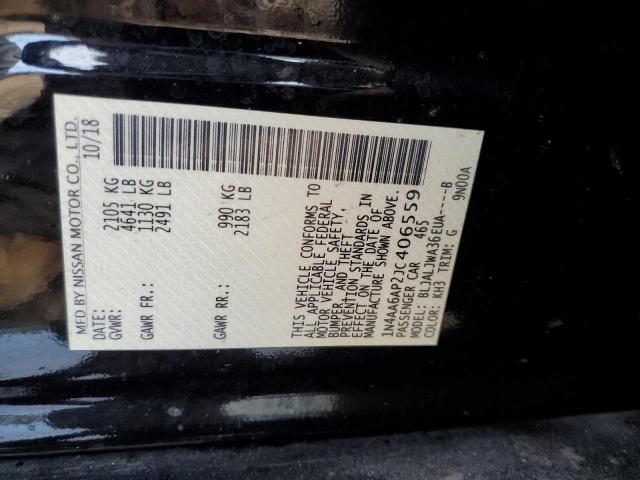 MFD BY NISSAN MOTOR CO., LTD.
DATE: 10/18
GVWR: 2105 KG
4641 LB
GAWR FR.: 1130 KG
2491 LB
GAWR RR.: 990 KG
2183 LB
THIS VEHICLE CONFORMS TO
ALL APPLICABLE FEDERAL
MOTOR VEHICLE SAFETY,
BUMPER, AND THEFT
PREVENTION STANDARDS IN
EFFECT ON THE DATE OF
MANUFACTURE SHOWN ABOVE.
1N4AA6AP2JC406559
PASSENGER CAR 465
MODEL: BLJALJWA36EUA----B
COLOR: KH3 TRIM: G 9N00A